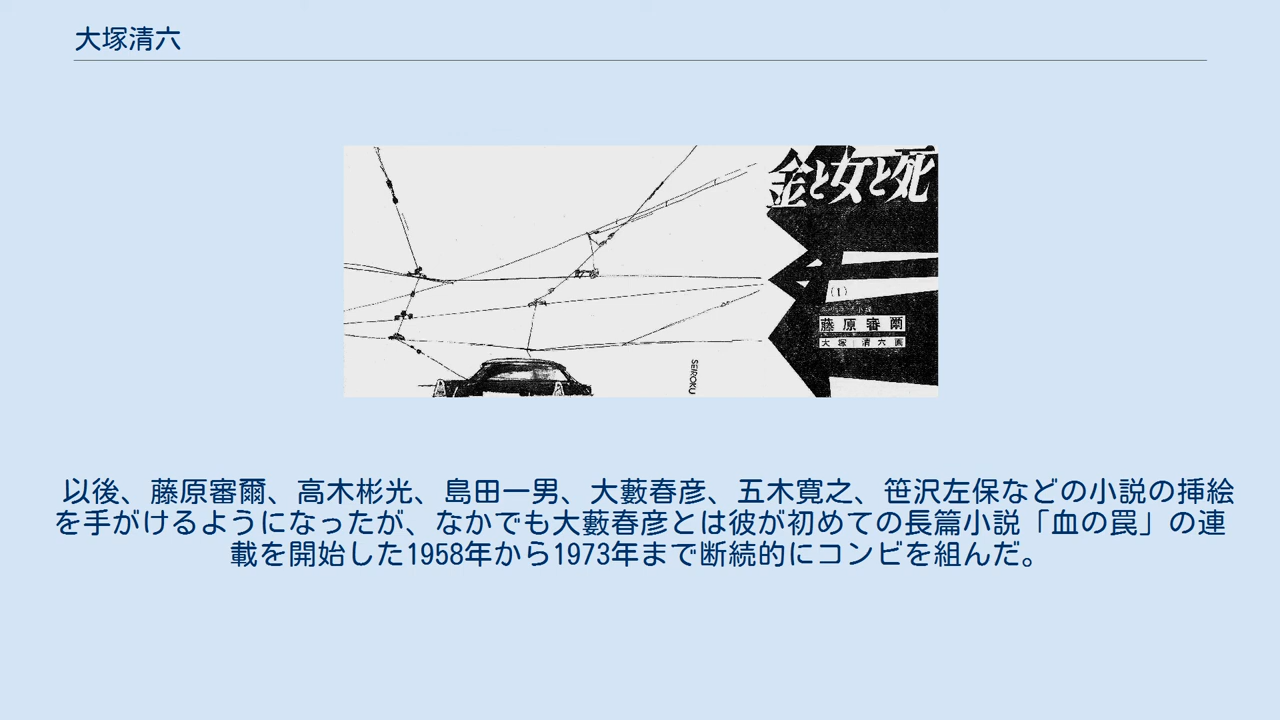 大塚清六
金と女と死
(1)
藤原審爾
大塚清六画
SEIROKU
以後、藤原審爾、高木彬光、島田一男、大藪春彦、五木寛之、笹沢左保などの小説の挿絵
を手がけるようになったが、なかでも大藪春彦とは彼が初めての長篇小説「血の罠」の連
載を開始した1958年から1973年まで断続的にコンビを組んだ。